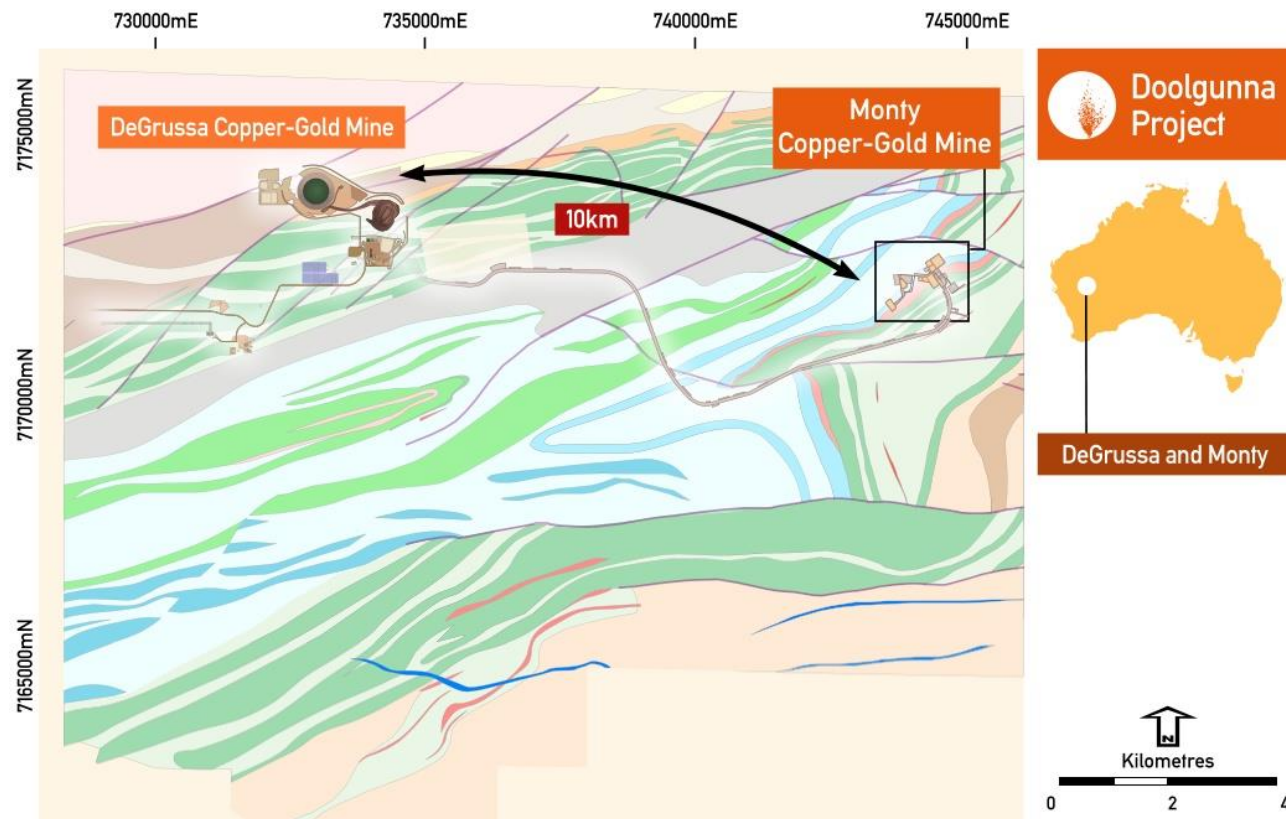 730000mE
735000mE
740000mE
745000mE
7175000mN
7170000mN
7165000mN
DeGrussa Copper-Gold Mine
Monty
Copper-Gold Mine
10km
Doolgunna
Project
DeGrussa and Monty
N
Kilometres
0
2
4